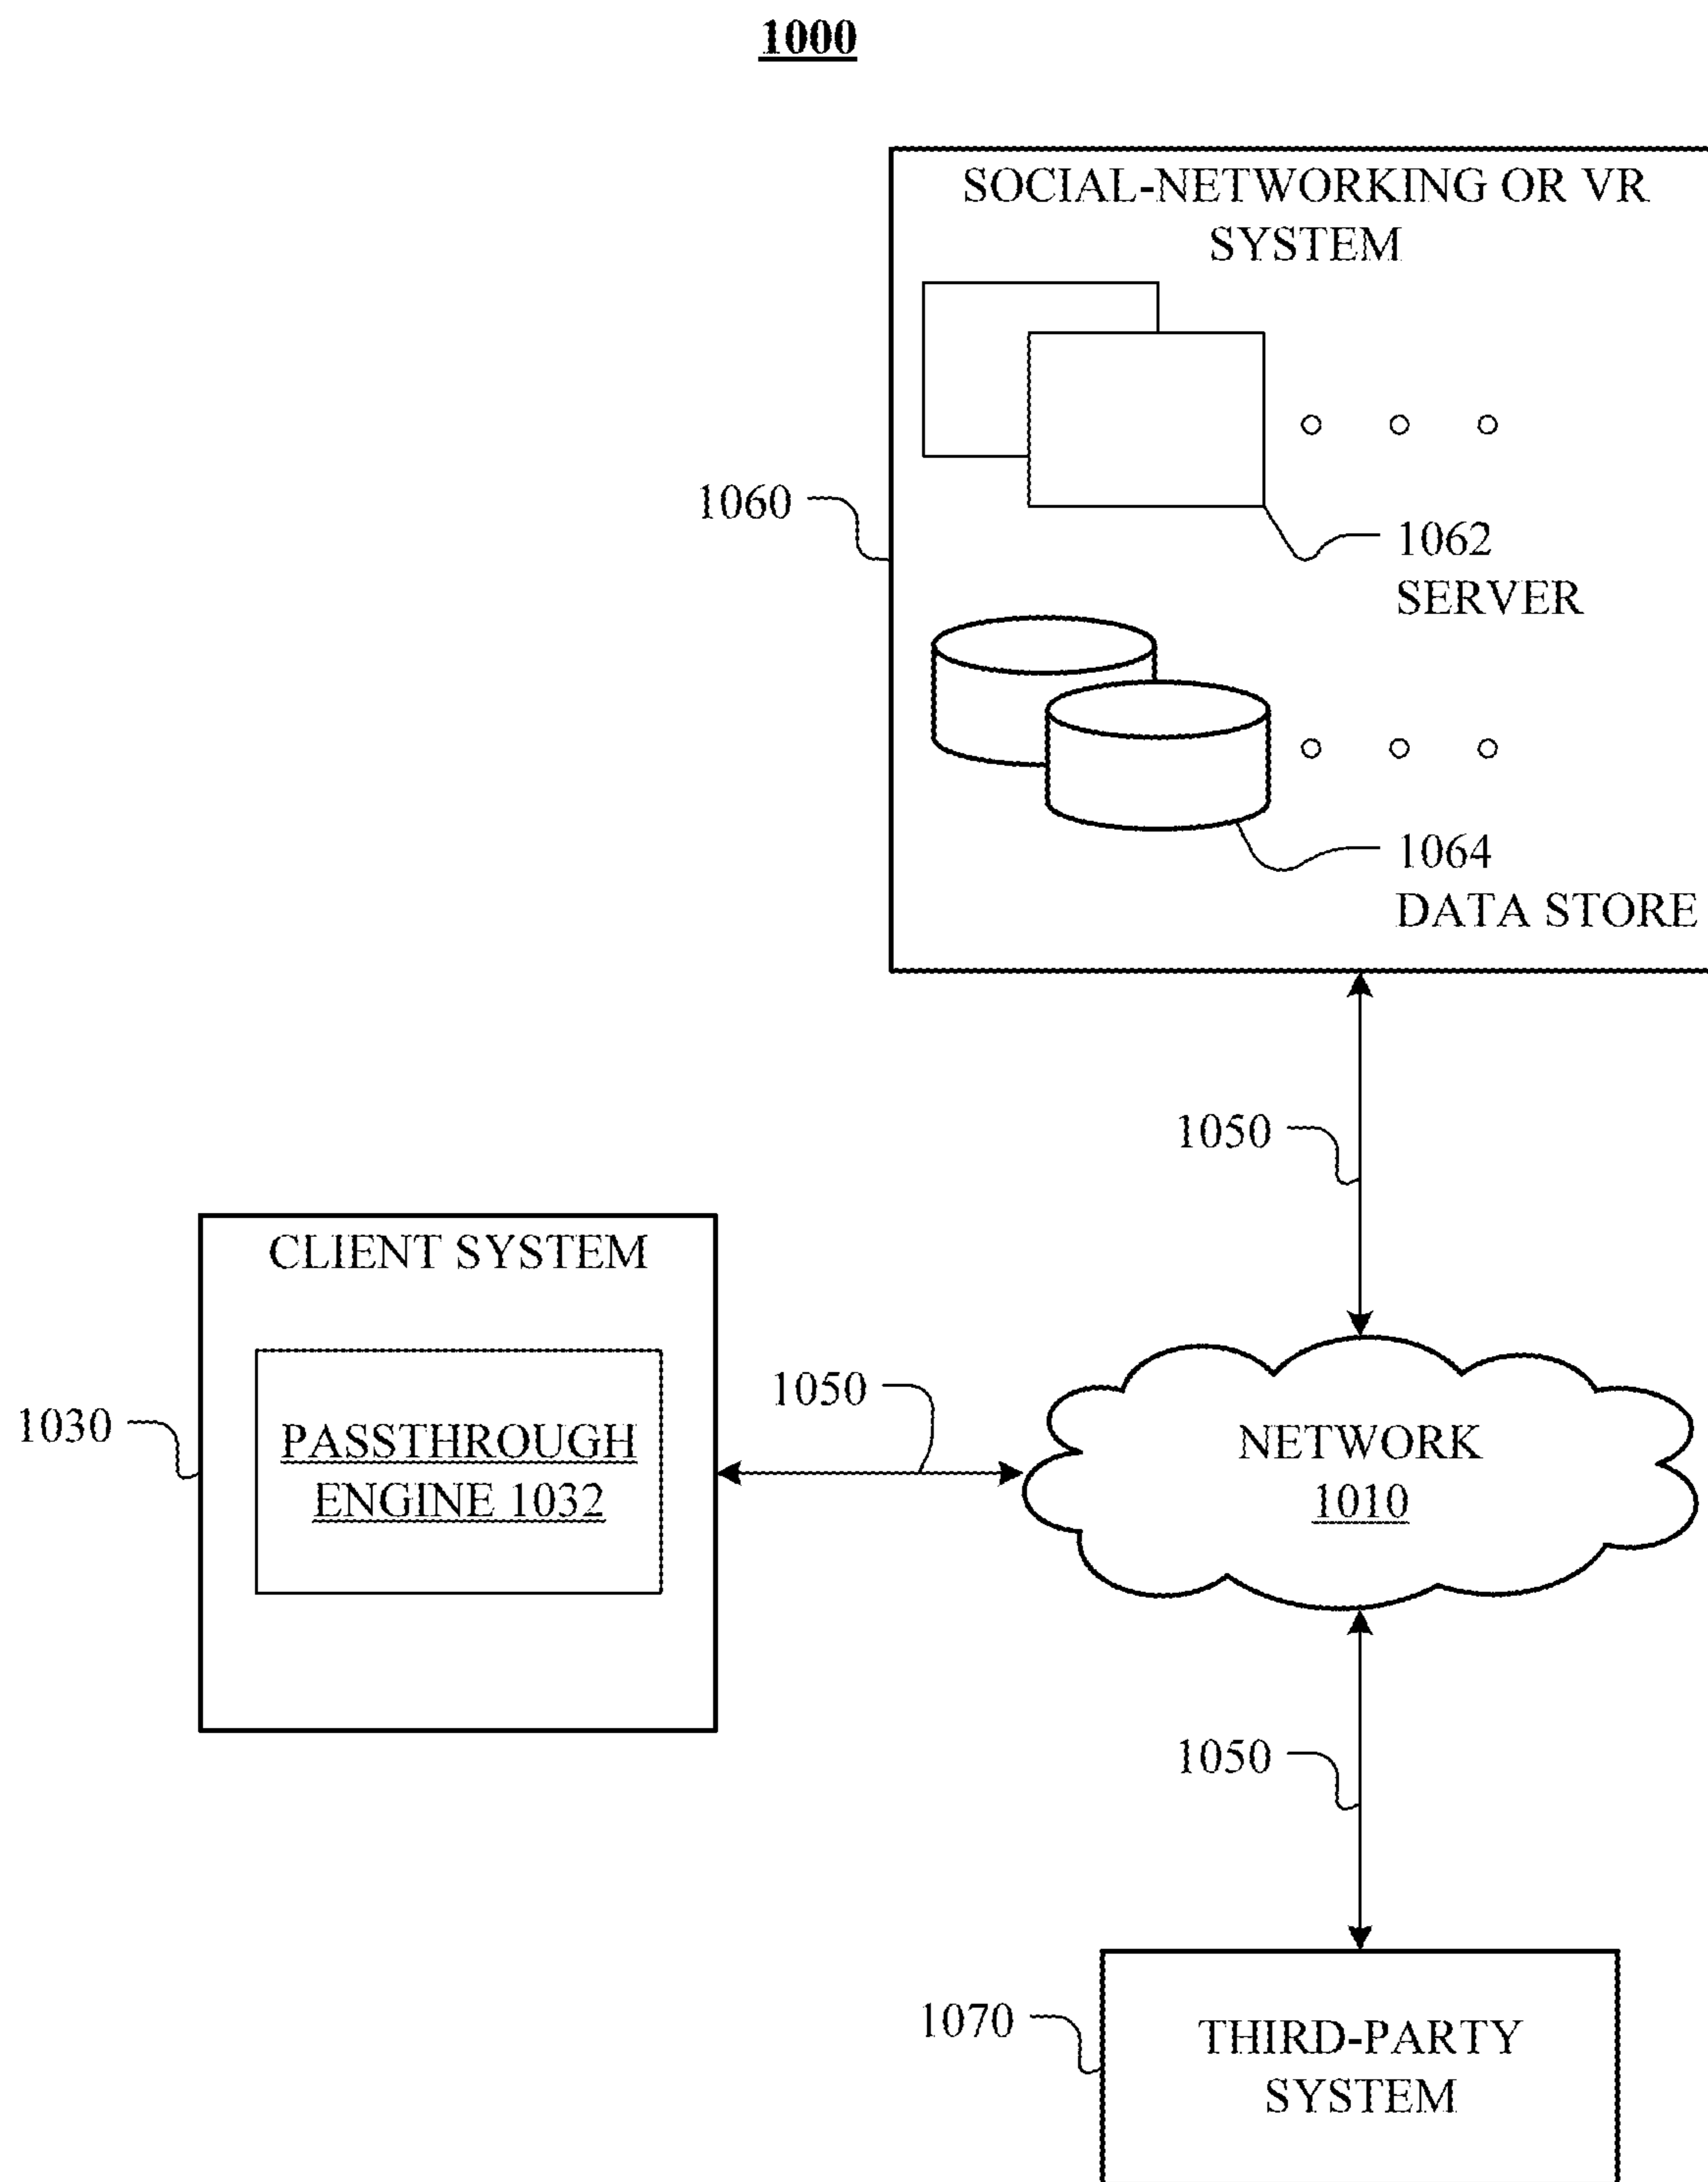 1000
SOCIAL-NETWORKING OR VR
SYSTEM
1060
1062
SERVER
1064
DATA STORE
1050
CLIENT SYSTEM
1030
PASSTHROUGH
ENGINE 1032
1050
NETWORK
1010
1050
1070
THIRD-PARTY
SYSTEM